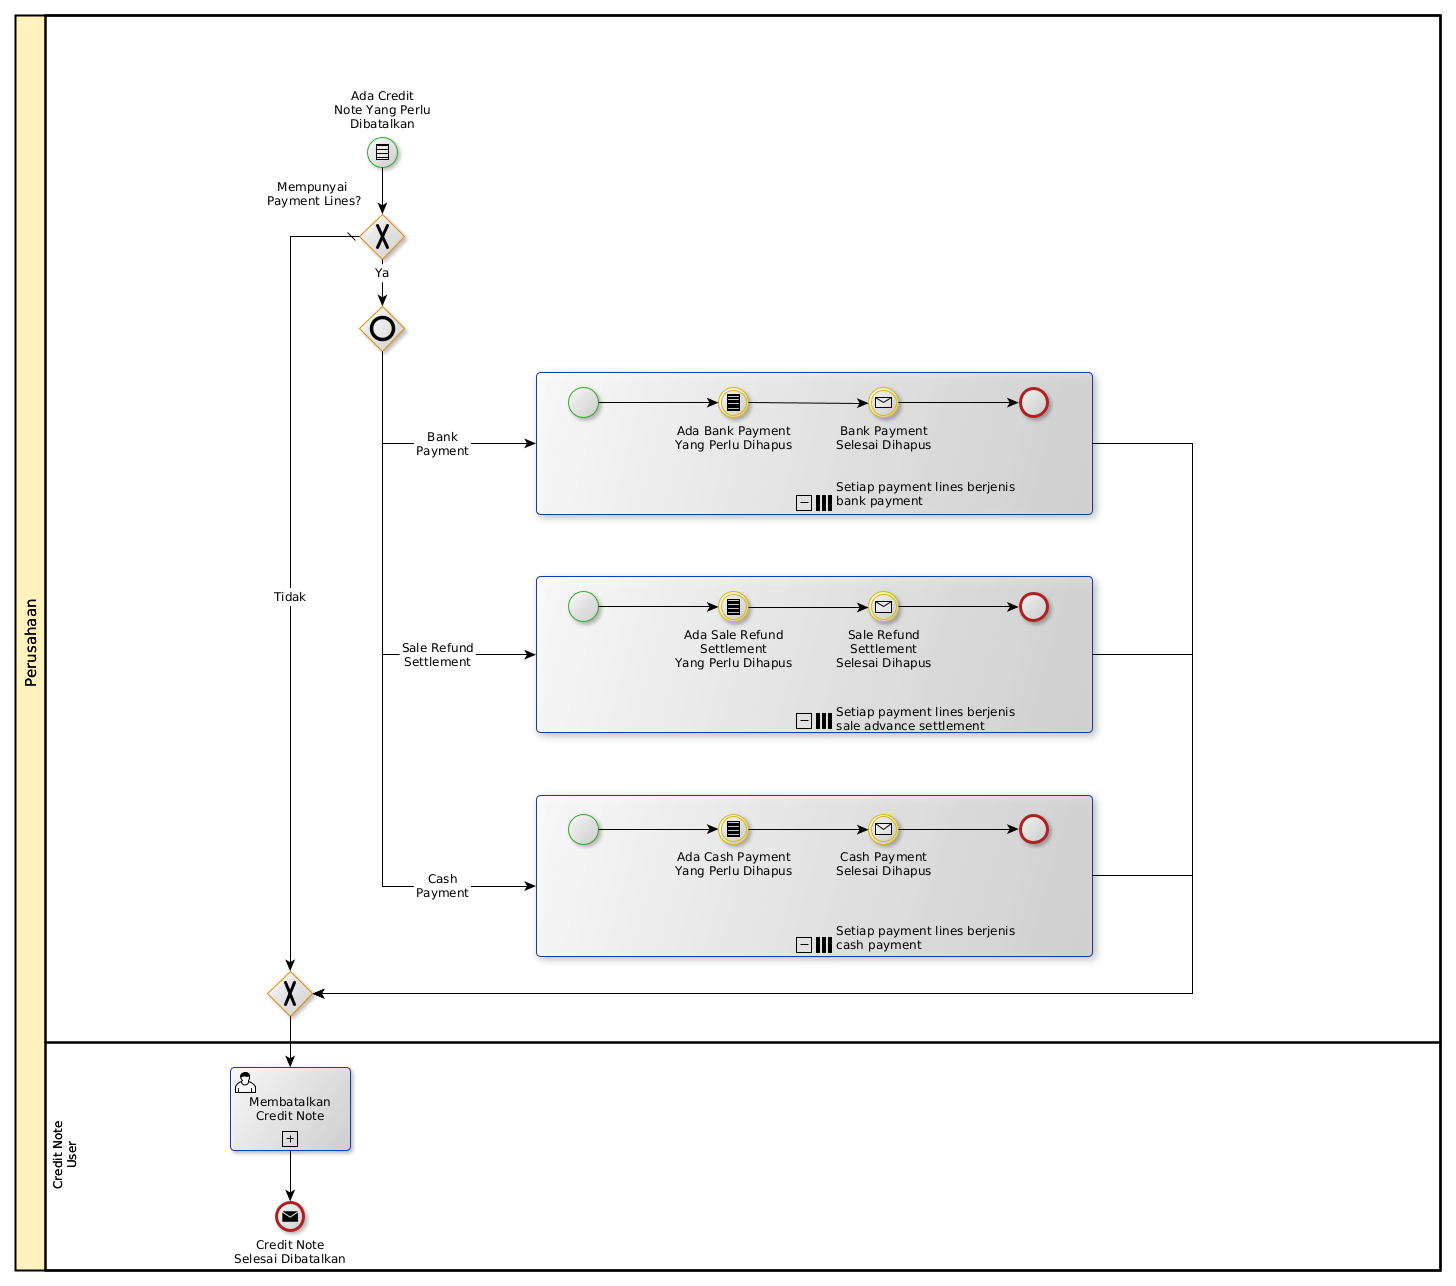 Ada Credit
Note Yang Perlu
Dibatalkan
Mempunyai
Payment Lines?
Ya
Bank
Payment
Ada Bank Payment
Yang Perlu Dihapus
Bank Payment
Selesai Dihapus
Setiap payment lines berjenis
bank payment
Tidak
Sale Refund
Settlement
Ada Sale Refund
Settlement
Yang Perlu Dihapus
Sale Refund
Settlement
Selesai Dihapus
Setiap payment lines berjenis
sale advance settlement
Perusahaan
Cash
Payment
Ada Cash Payment
Yang Perlu Dihapus
Cash Payment
Selesai Dihapus
Setiap payment lines berjenis
cash payment
Credit Note
User
Membatalkan
Credit Note
Credit Note
Selesai Dibatalkan